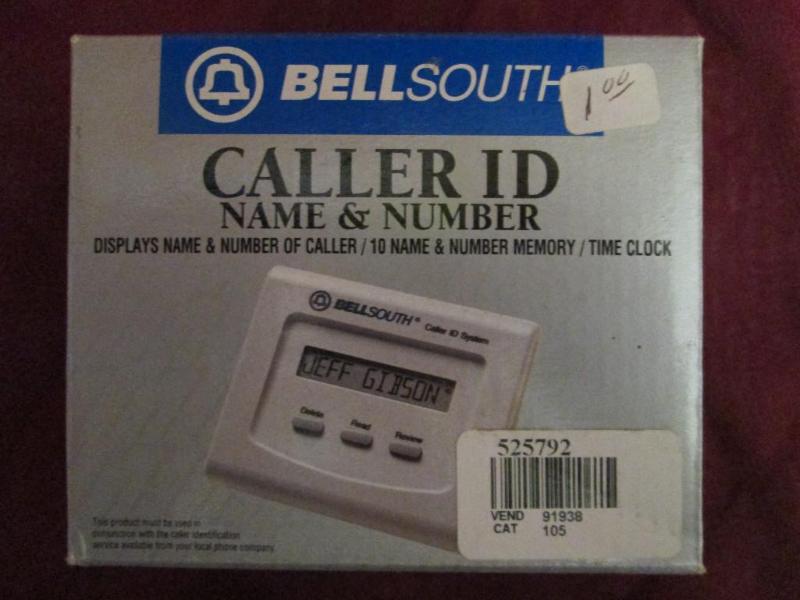 BELLSOUTH
1 00
CALLER ID
NAME & NUMBER
DISPLAYS NAME & NUMBER OF CALLER / 10 NAME & NUMBER MEMORY / TIME CLOCK
BELLSOUTH® Caller ID System
JEFF GIBSON
Delete Read Review
525792
VEND 91938
CAT 105
This product must be used in
conjunction with the caller identification
service available from your local phone company.